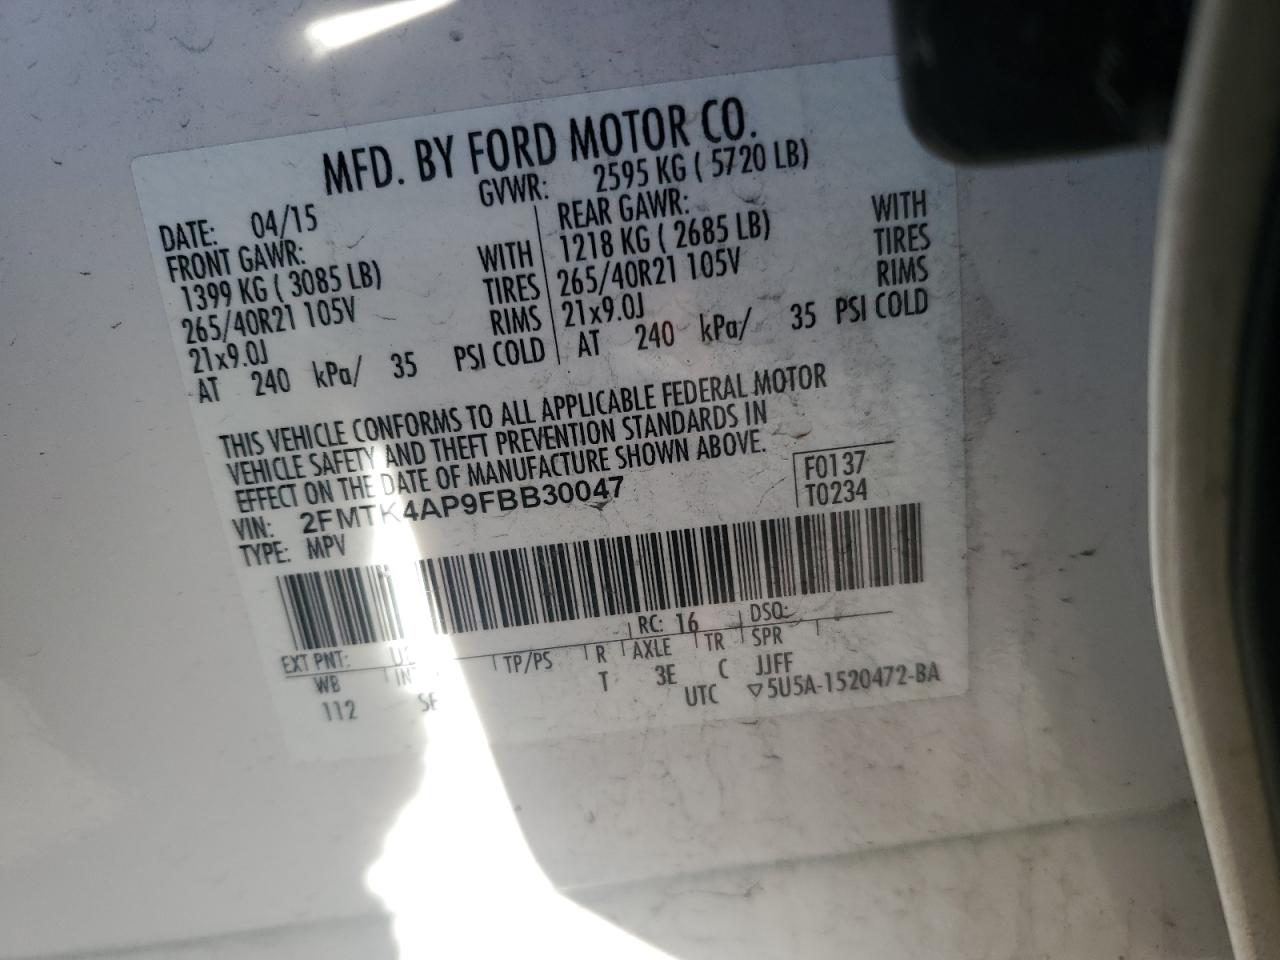 MFD. BY FORD MOTOR CO.
DATE: 04/15 GVWR: 2595 KG ( 5720 LB)
FRONT GAWR: REAR GAWR:
1399 KG ( 3085 LB) WITH 1218 KG ( 2685 LB) WITH
265/40R21 105V TIRES 265/40R21 105V TIRES
21x9.0J RIMS 21x9.0J RIMS
AT 240 kPa/ 35 PSI COLD AT 240 kPa/ 35 PSI COLD
THIS VEHICLE CONFORMS TO ALL APPLICABLE FEDERAL MOTOR
VEHICLE SAFETY AND THEFT PREVENTION STANDARDS IN
EFFECT ON THE DATE OF MANUFACTURE SHOWN ABOVE.
VIN: 2FMTK4AP9FBB30047 F0137
TYPE: MPV T0234
EXT PNT: RC: 16 DSO:
WB TP/PS R AXLE TR SPR
112 T 3E C JJFF
UTC ▽5U5A-1520472-BA